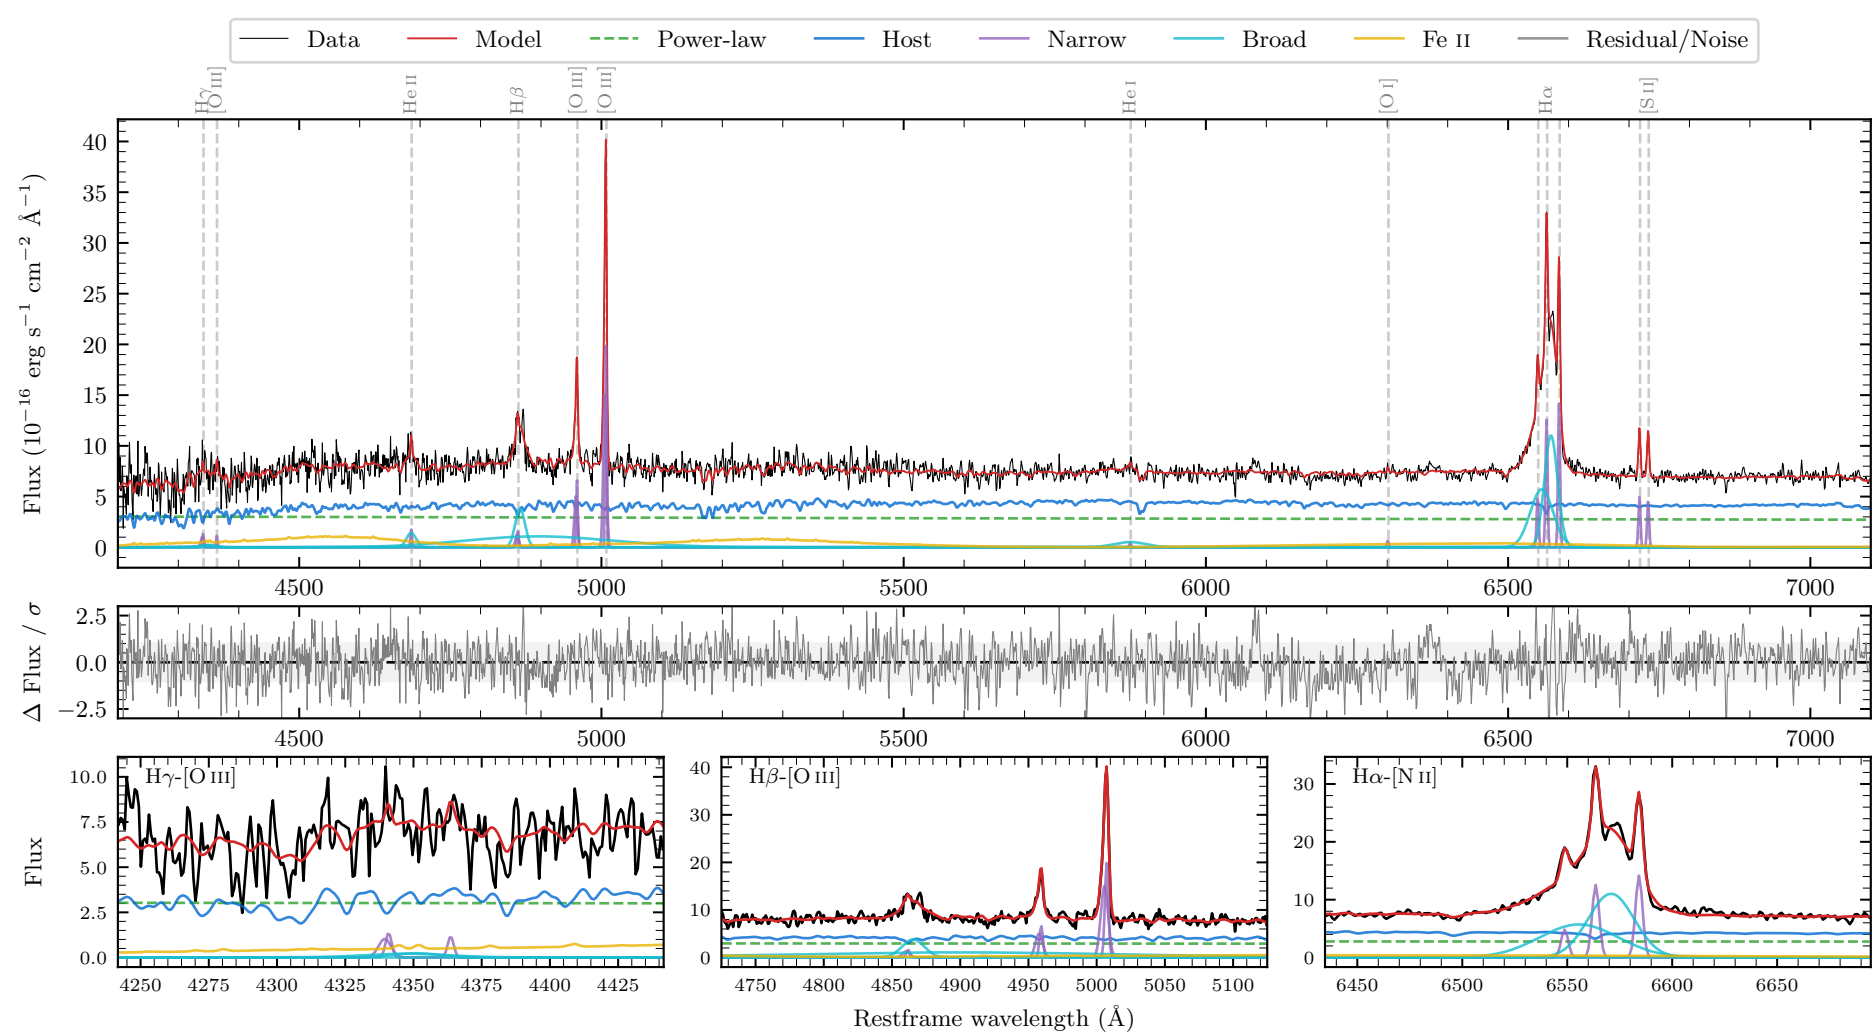 Data Model Power-law Host Narrow Broad Fe II Residual/Noise
Hγ [O III] He II Hβ [O III] [O III] He I [O I] Hα [S II]
Flux (10⁻¹⁶ erg s⁻¹ cm⁻² Å⁻¹)
40
35
30
25
20
15
10
5
0
4500 5000 5500 6000 6500 7000
Δ Flux / σ
2.5
0.0
−2.5
4500 5000 5500 6000 6500 7000
Flux
Hγ-[O III]
10.0
7.5
5.0
2.5
0.0
4250 4275 4300 4325 4350 4375 4400 4425
Hβ-[O III]
40
30
20
10
0
4750 4800 4850 4900 4950 5000 5050 5100
Hα-[N II]
30
20
10
0
6450 6500 6550 6600 6650
Restframe wavelength (Å)